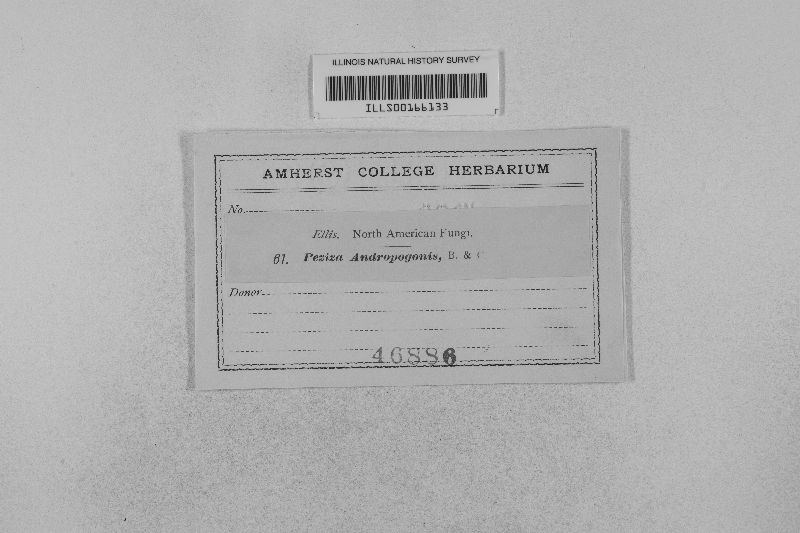 ILLINOIS NATURAL HISTORY SURVEY
ILLS00166133
AMHERST COLLEGE HERBARIUM
No.
Ellis. North American Fungi.
61. Peziza Andropogonis, B. & C
Donor
46886